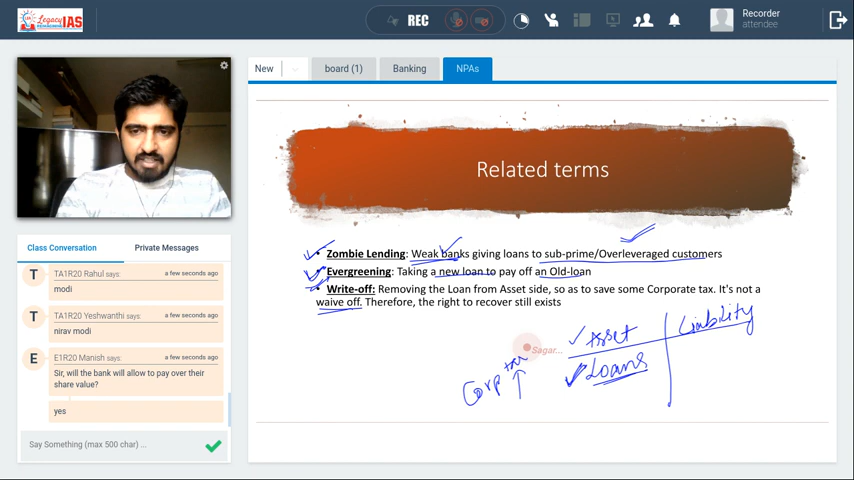 Legacy IAS
REC
Recorder
attendee
New
board (1)
Banking
NPAs
Related terms
• Zombie Lending: Weak banks giving loans to sub-prime/Overleveraged customers
• Evergreening: Taking a new loan to pay off an Old-loan
• Write-off: Removing the Loan from Asset side, so as to save some Corporate tax. It's not a
waive off. Therefore, the right to recover still exists
Asset
Liability
Sagar...
Loans
Corp tax
Class Conversation
Private Messages
T
TA1R20 Rahul says:
a few seconds ago
modi
T
TA1R20 Yeshwanthi says:
a few seconds ago
nirav modi
E
E1R20 Manish says:
a few seconds ago
Sir, will the bank will allow to pay over their
share value?
yes
Say Something (max 500 char) ...